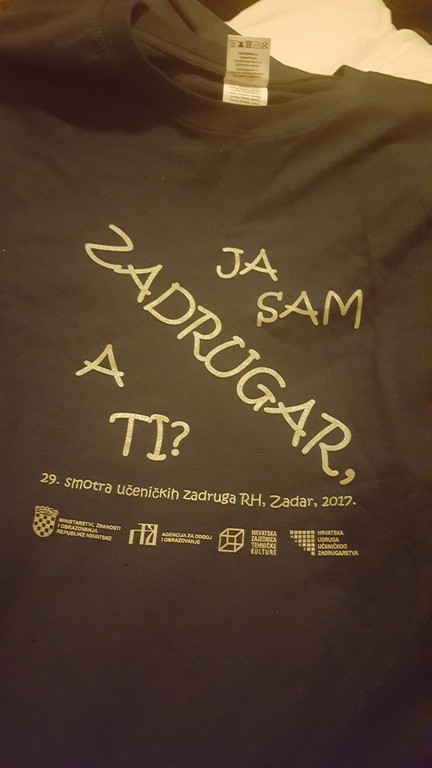 JA
SAM
ZADRUGAR,
A
TI?
29. smotra učeničkih zadruga RH, Zadar, 2017.
MINISTARSTVO ZNANOSTI
I OBRAZOVANJA
REPUBLIKE HRVATSKE
AGENCIJA ZA ODGOJ
I OBRAZOVANJE
HRVATSKA
ZAJEDNICA
TEHNIČKE
KULTURE
HRVATSKA
UDRUGA
UČENIČKOG
ZADRUGARSTVA